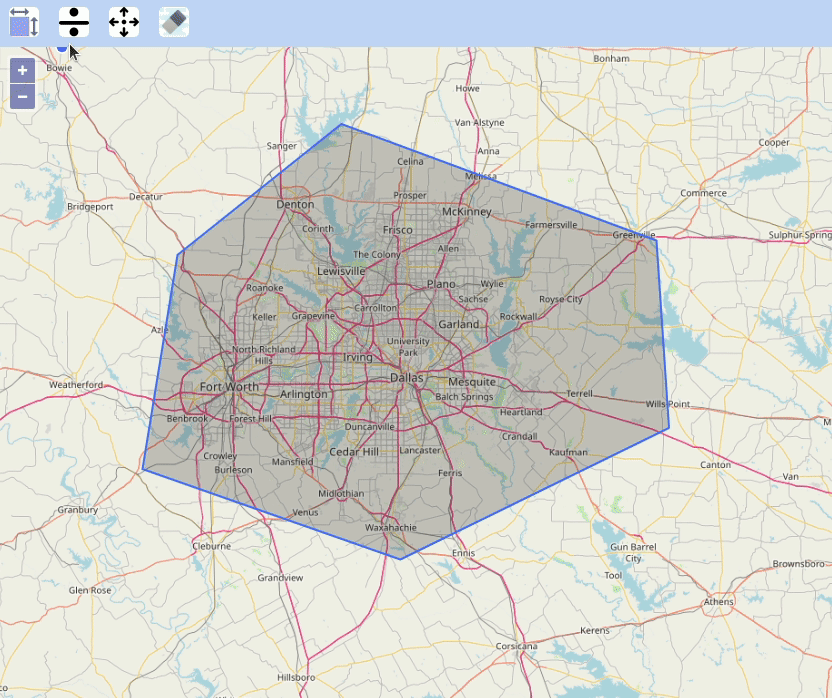 +
−
Bowie
Bonham
Howe
Van Alstyne
Anna
Sanger
Cooper
Celina
Melissa
Commerce
Decatur
Bridgeport
Prosper
Denton
McKinney
Corinth
Frisco
Farmersville
Greenville
Sulphur Spring
Allen
The Colony
Lewisville
Plano
Wylie
Roanoke
Sachse
Royse City
Carrollton
Keller
Grapevine
Rockwall
Garland
Azle
University
Park
North Richland
Hills
Irving
Dallas
Mesquite
Weatherford
Fort Worth
Arlington
Balch Springs
Terrell
Wills Point
Heartland
Benbrook
Forest Hill
Duncanville
M
Crandall
Cedar Hill
Lancaster
Kaufman
Crowley
Burleson
Mansfield
Canton
Ferris
Van
Midlothian
Granbury
Venus
Waxahachie
Cleburne
Ennis
Gun Barrel
City
Brownsboro
Grandview
Tool
Glen Rose
Athens
Kerens
Corsicana
Hillsboro
co